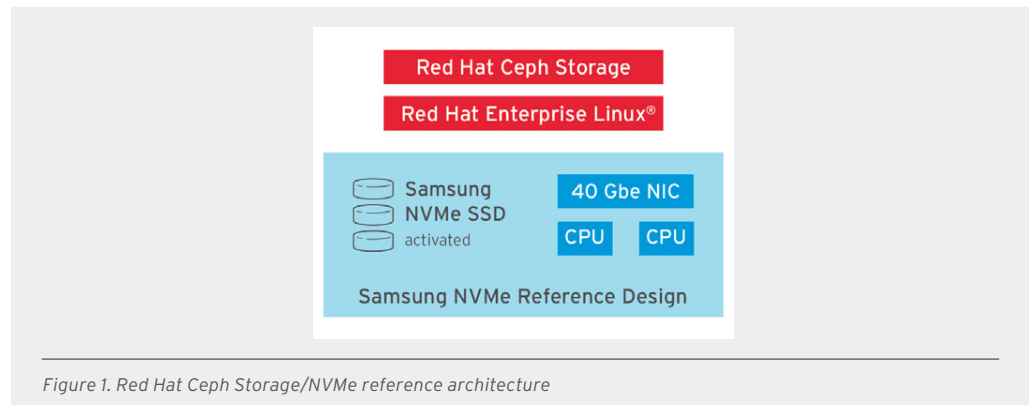 Red Hat Ceph Storage
Red Hat Enterprise Linux®
Samsung
NVMe SSD
activated
40 Gbe NIC
CPU CPU
Samsung NVMe Reference Design
Figure 1. Red Hat Ceph Storage/NVMe reference architecture